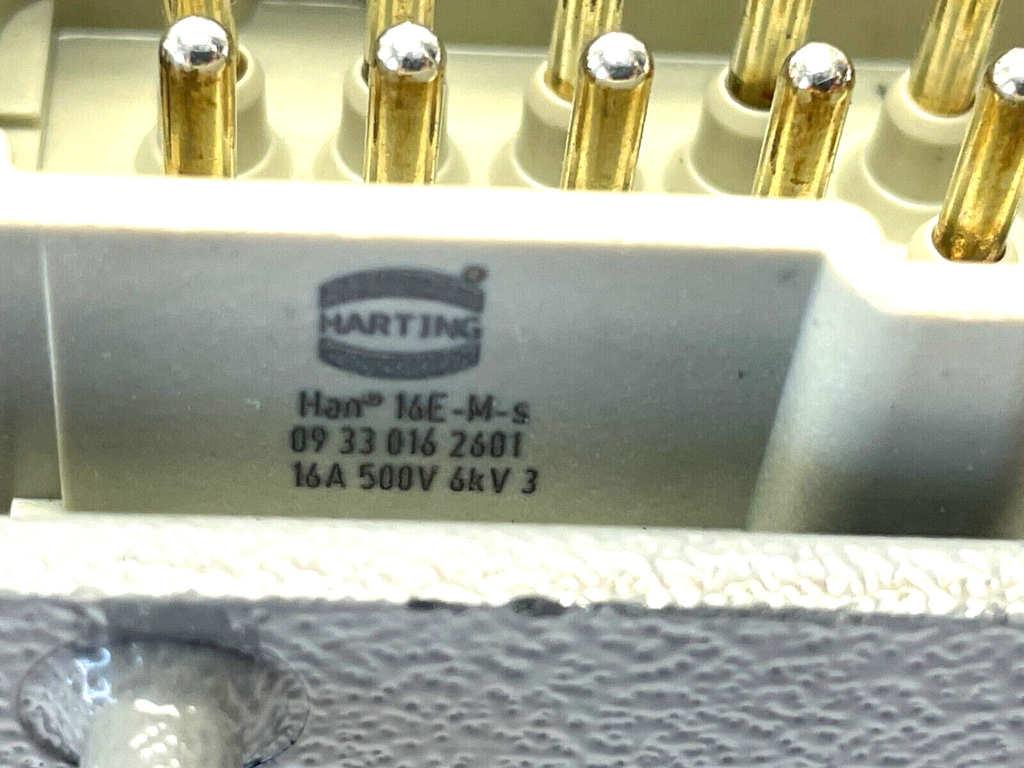 HARTING®
Han® 16E-M-s
09 33 016 2601
16A 500V 6kV 3